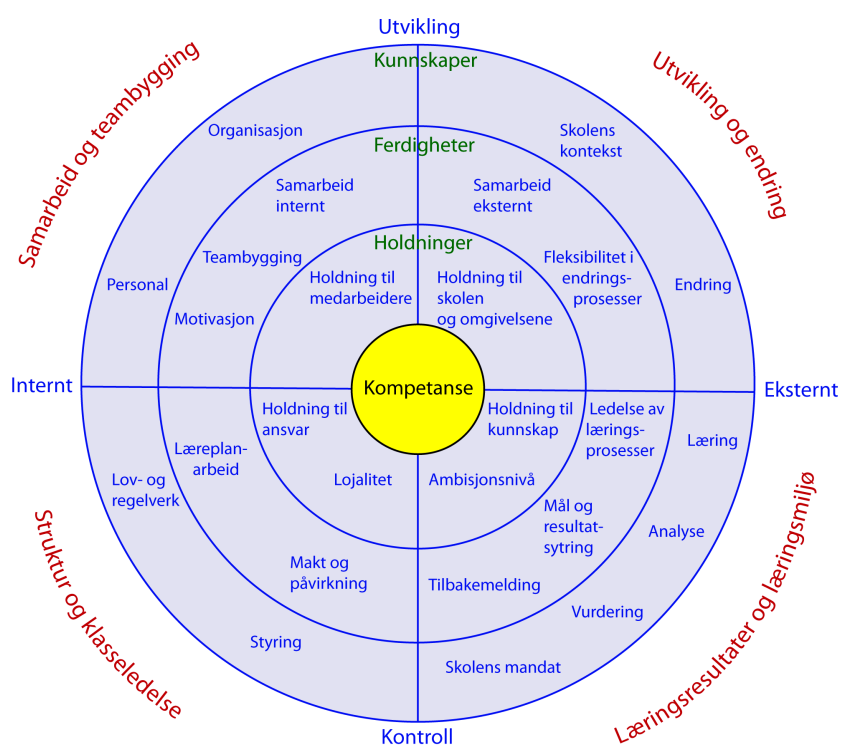 Utvikling
Kunnskaper
Samarbeid og teambygging
Utvikling og endring
Organisasjon
Skolens
kontekst
Ferdigheter
Samarbeid
internt
Samarbeid
eksternt
Holdninger
Teambygging
Fleksibilitet i
endrings-
prosesser
Holdning til
medarbeidere
Holdning til
skolen
og omgivelsene
Personal
Endring
Motivasjon
Internt
Kompetanse
Eksternt
Holdning til
ansvar
Holdning til
kunnskap
Ledelse av
lærings-
prosesser
Læring
Læreplan-
arbeid
Lov- og
regelverk
Lojalitet
Ambisjonsnivå
Mål og
resultat-
sytring
Analyse
Makt og
påvirkning
Tilbakemelding
Vurdering
Styring
Skolens mandat
Struktur og klasseledelse
Læringsresultater og læringsmiljø
Kontroll